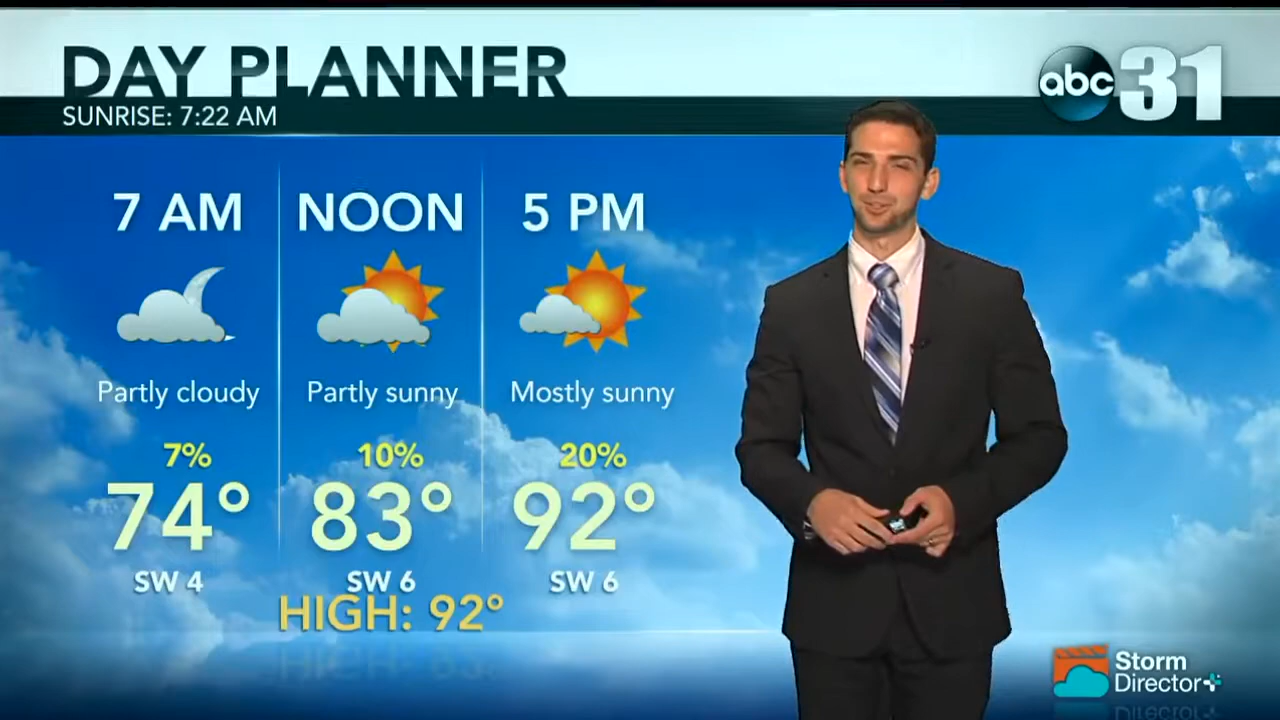 DAY PLANNER
SUNRISE: 7:22 AM
abc 31
7 AM NOON 5 PM
Partly cloudy Partly sunny Mostly sunny
7% 10% 20%
74° 83° 92°
SW 4 SW 6 SW 6
HIGH: 92°
Storm
Director+